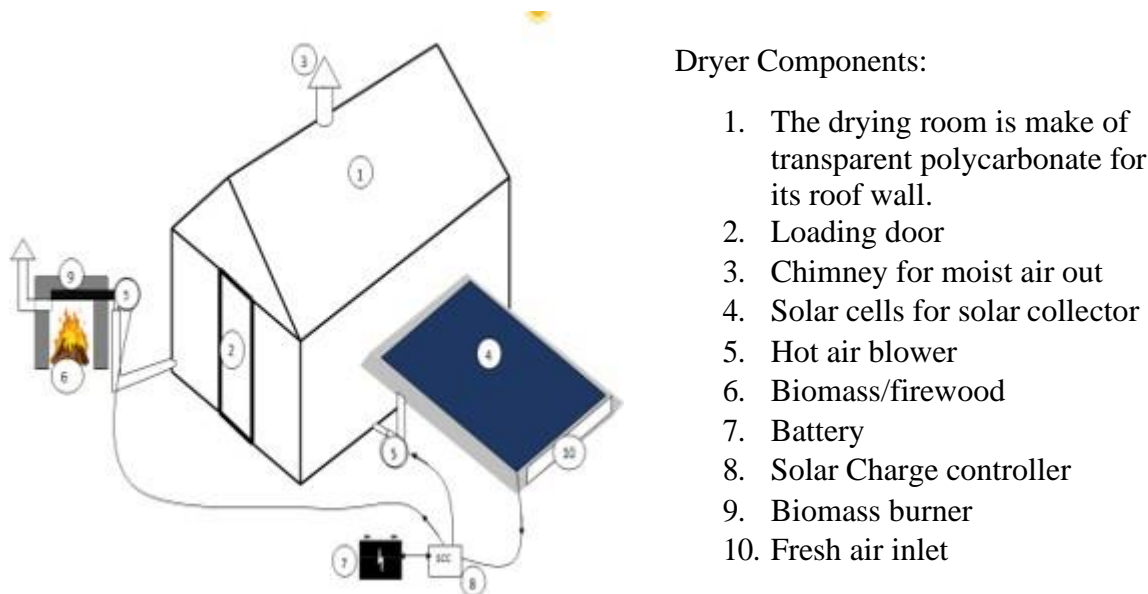 Dryer Components:
1. The drying room is make of
transparent polycarbonate for
its roof wall.
2. Loading door
3. Chimney for moist air out
4. Solar cells for solar collector
5. Hot air blower
6. Biomass/firewood
7. Battery
8. Solar Charge controller
9. Biomass burner
10. Fresh air inlet
3
1
9
5
2
4
6
5
10
7
SCC
8